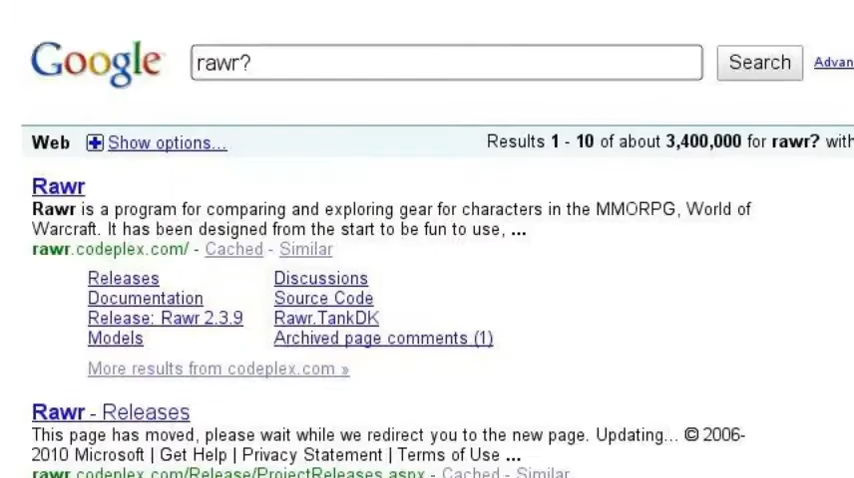 Google rawr? Search Advan
Web Show options... Results 1 - 10 of about 3,400,000 for rawr? with
Rawr
Rawr is a program for comparing and exploring gear for characters in the MMORPG, World of
Warcraft. It has been designed from the start to be fun to use, ...
rawr.codeplex.com/ - Cached - Similar
Releases Discussions
Documentation Source Code
Release: Rawr 2.3.9 Rawr.TankDK
Models Archived page comments (1)
More results from codeplex.com »
Rawr - Releases
This page has moved, please wait while we redirect you to the new page. Updating... © 2006-
2010 Microsoft | Get Help | Privacy Statement | Terms of Use ...
rawr.codeplex.com/Release/ProjectReleases.aspx - Cached - Similar